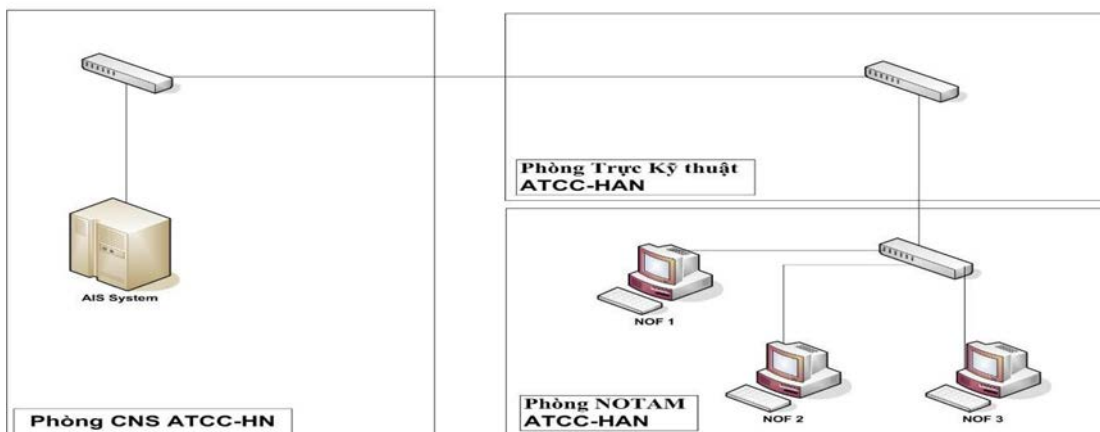 AIS System
Phòng CNS ATCC-HN
Phòng Trực Kỹ thuật
ATCC-HAN
NOF 1
NOF 2
NOF 3
Phòng NOTAM
ATCC-HAN